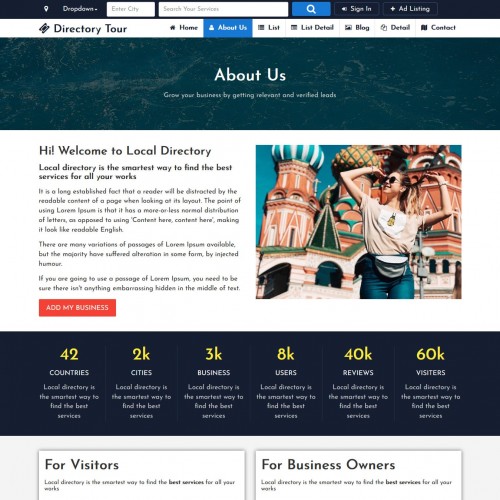 Dropdown Enter City Search Your Services Sign In + Ad Listing
Directory Tour Home About Us List List Detail Blog Detail Contact
About Us
Grow your business by getting relevant and verified leads
Hi! Welcome to Local Directory
Local directory is the smartest way to find the best
services for all your works
It is a long established fact that a reader will be distracted by the
readable content of a page when looking at its layout. The point of
using Lorem Ipsum is that it has a more-or-less normal distribution
of letters, as opposed to using 'Content here, content here', making
it look like readable English.
There are many variations of passages of Lorem Ipsum available,
but the majority have suffered alteration in some form, by injected
humour.
If you are going to use a passage of Lorem Ipsum, you need to be
sure there isn't anything embarrassing hidden in the middle of text.
ADD MY BUSINESS
42 2k 3k 8k 40k 60k
COUNTRIES CITIES BUSINESS USERS REVIEWS VISITERS
Local directory is Local directory is Local directory is Local directory is Local directory is Local directory is
the smartest way to the smartest way to the smartest way to the smartest way to the smartest way to the smartest way to
find the best find the best find the best find the best find the best find the best
services services services services services services
For Visitors For Business Owners
Local directory is the smartest way to find the best services for all your Local directory is the smartest way to find the best services for all your
works works